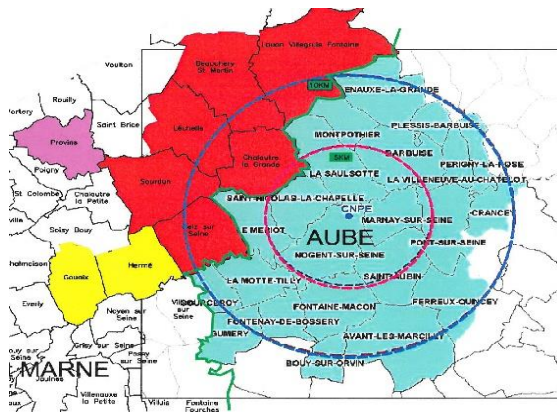 Louan Villegruis Fontaine
Voulton
Beauchery
St. Martin
10KM
ENAUXE-LA-GRANDE
Rouilly
PLESSIS-BARBUISE
Saint Brice
Léchelle
MONTPOTHIER
Provins
BARBUISE
5KM
Chalautre
la Grande
PERIGNY-LA-ROSE
Poigny
LA SAULSOTTE
LA VILLENEUVE-AU-CHATELOT
Sourdun
St Colombe
Chalautre
la Petite
SAINT-NICOLAS-LA-CHAPELLE
CNPE
CRANCEY
MARNAY-SUR-SEINE
Soisy Bouy
Melz sur
Seine
E MERIOT
AUBE
PONT-SUR-SEINE
NOGENT-SUR-SEINE
Chalmaison
Hermé
Gouaix
SAINT-AUBIN
LA MOTTE-TILLY
Everly
FERREUX-QUINCEY
FONTAINE-MACON
Noyen sur
Seine
FONTENAY-DE-BOSSERY
GUMERY
AVANT-LES-MARCILLY
Grisy sur
Seine
Passy
sur Seine
BOUY-SUR-ORVIN
MARNE
Jaulnes
Villenauxe
la Petite
Villuis
Fontaine
Fourches